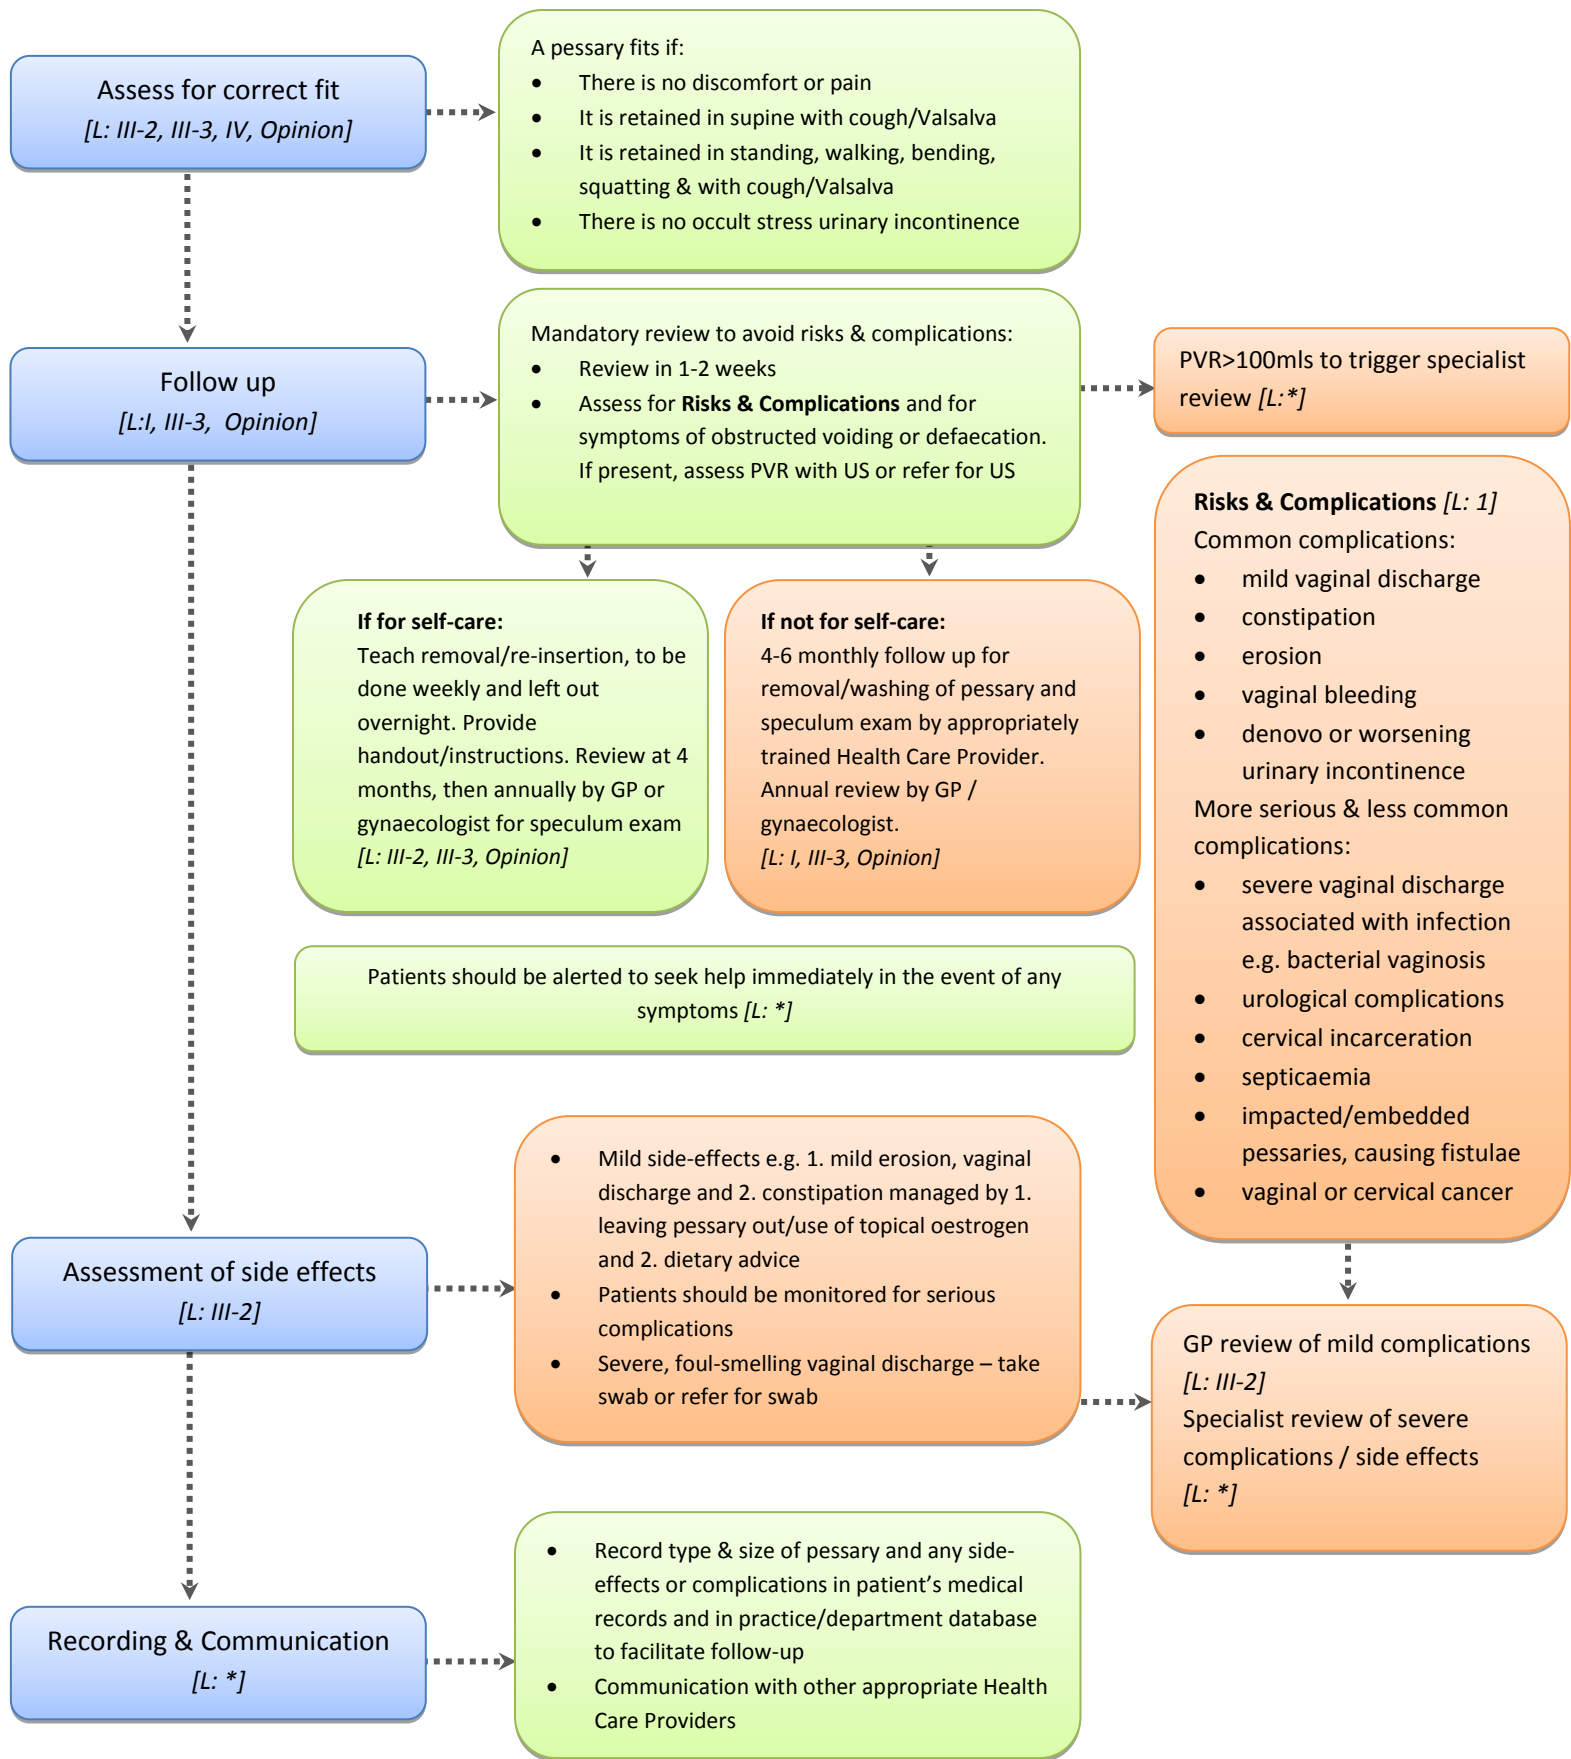 Assess for correct fit
[L: III-2, III-3, IV, Opinion]
A pessary fits if:
• There is no discomfort or pain
• It is retained in supine with cough/Valsalva
• It is retained in standing, walking, bending,
squatting & with cough/Valsalva
• There is no occult stress urinary incontinence
Follow up
[L:I, III-3, Opinion]
Mandatory review to avoid risks & complications:
• Review in 1-2 weeks
• Assess for Risks & Complications and for
symptoms of obstructed voiding or defaecation.
If present, assess PVR with US or refer for US
PVR>100mls to trigger specialist
review [L:*]
If for self-care:
Teach removal/re-insertion, to be
done weekly and left out
overnight. Provide
handout/instructions. Review at 4
months, then annually by GP or
gynaecologist for speculum exam
[L: III-2, III-3, Opinion]
If not for self-care:
4-6 monthly follow up for
removal/washing of pessary and
speculum exam by appropriately
trained Health Care Provider.
Annual review by GP /
gynaecologist.
[L: I, III-3, Opinion]
Risks & Complications [L: 1]
Common complications:
• mild vaginal discharge
• constipation
• erosion
• vaginal bleeding
• denovo or worsening
urinary incontinence
More serious & less common
complications:
• severe vaginal discharge
associated with infection
e.g. bacterial vaginosis
• urological complications
• cervical incarceration
• septicaemia
• impacted/embedded
pessaries, causing fistulae
• vaginal or cervical cancer
Patients should be alerted to seek help immediately in the event of any
symptoms [L: *]
Assessment of side effects
[L: III-2]
• Mild side-effects e.g. 1. mild erosion, vaginal
discharge and 2. constipation managed by 1.
leaving pessary out/use of topical oestrogen
and 2. dietary advice
• Patients should be monitored for serious
complications
• Severe, foul-smelling vaginal discharge – take
swab or refer for swab
GP review of mild complications
[L: III-2]
Specialist review of severe
complications / side effects
[L: *]
Recording & Communication
[L: *]
• Record type & size of pessary and any side-
effects or complications in patient’s medical
records and in practice/department database
to facilitate follow-up
• Communication with other appropriate Health
Care Providers